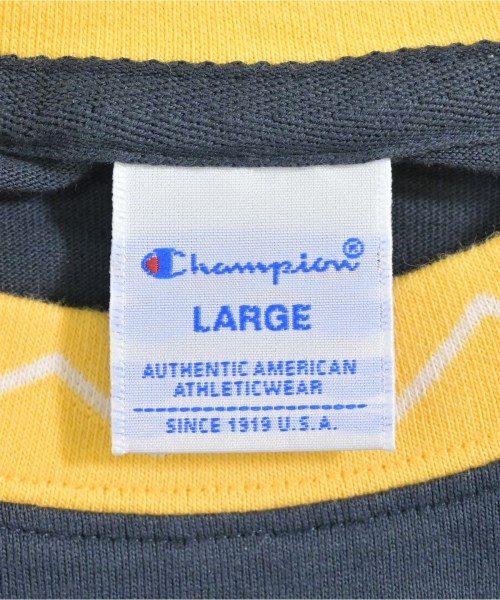 Champion®
LARGE
AUTHENTIC AMERICAN
ATHLETICWEAR
SINCE 1919 U.S.A.